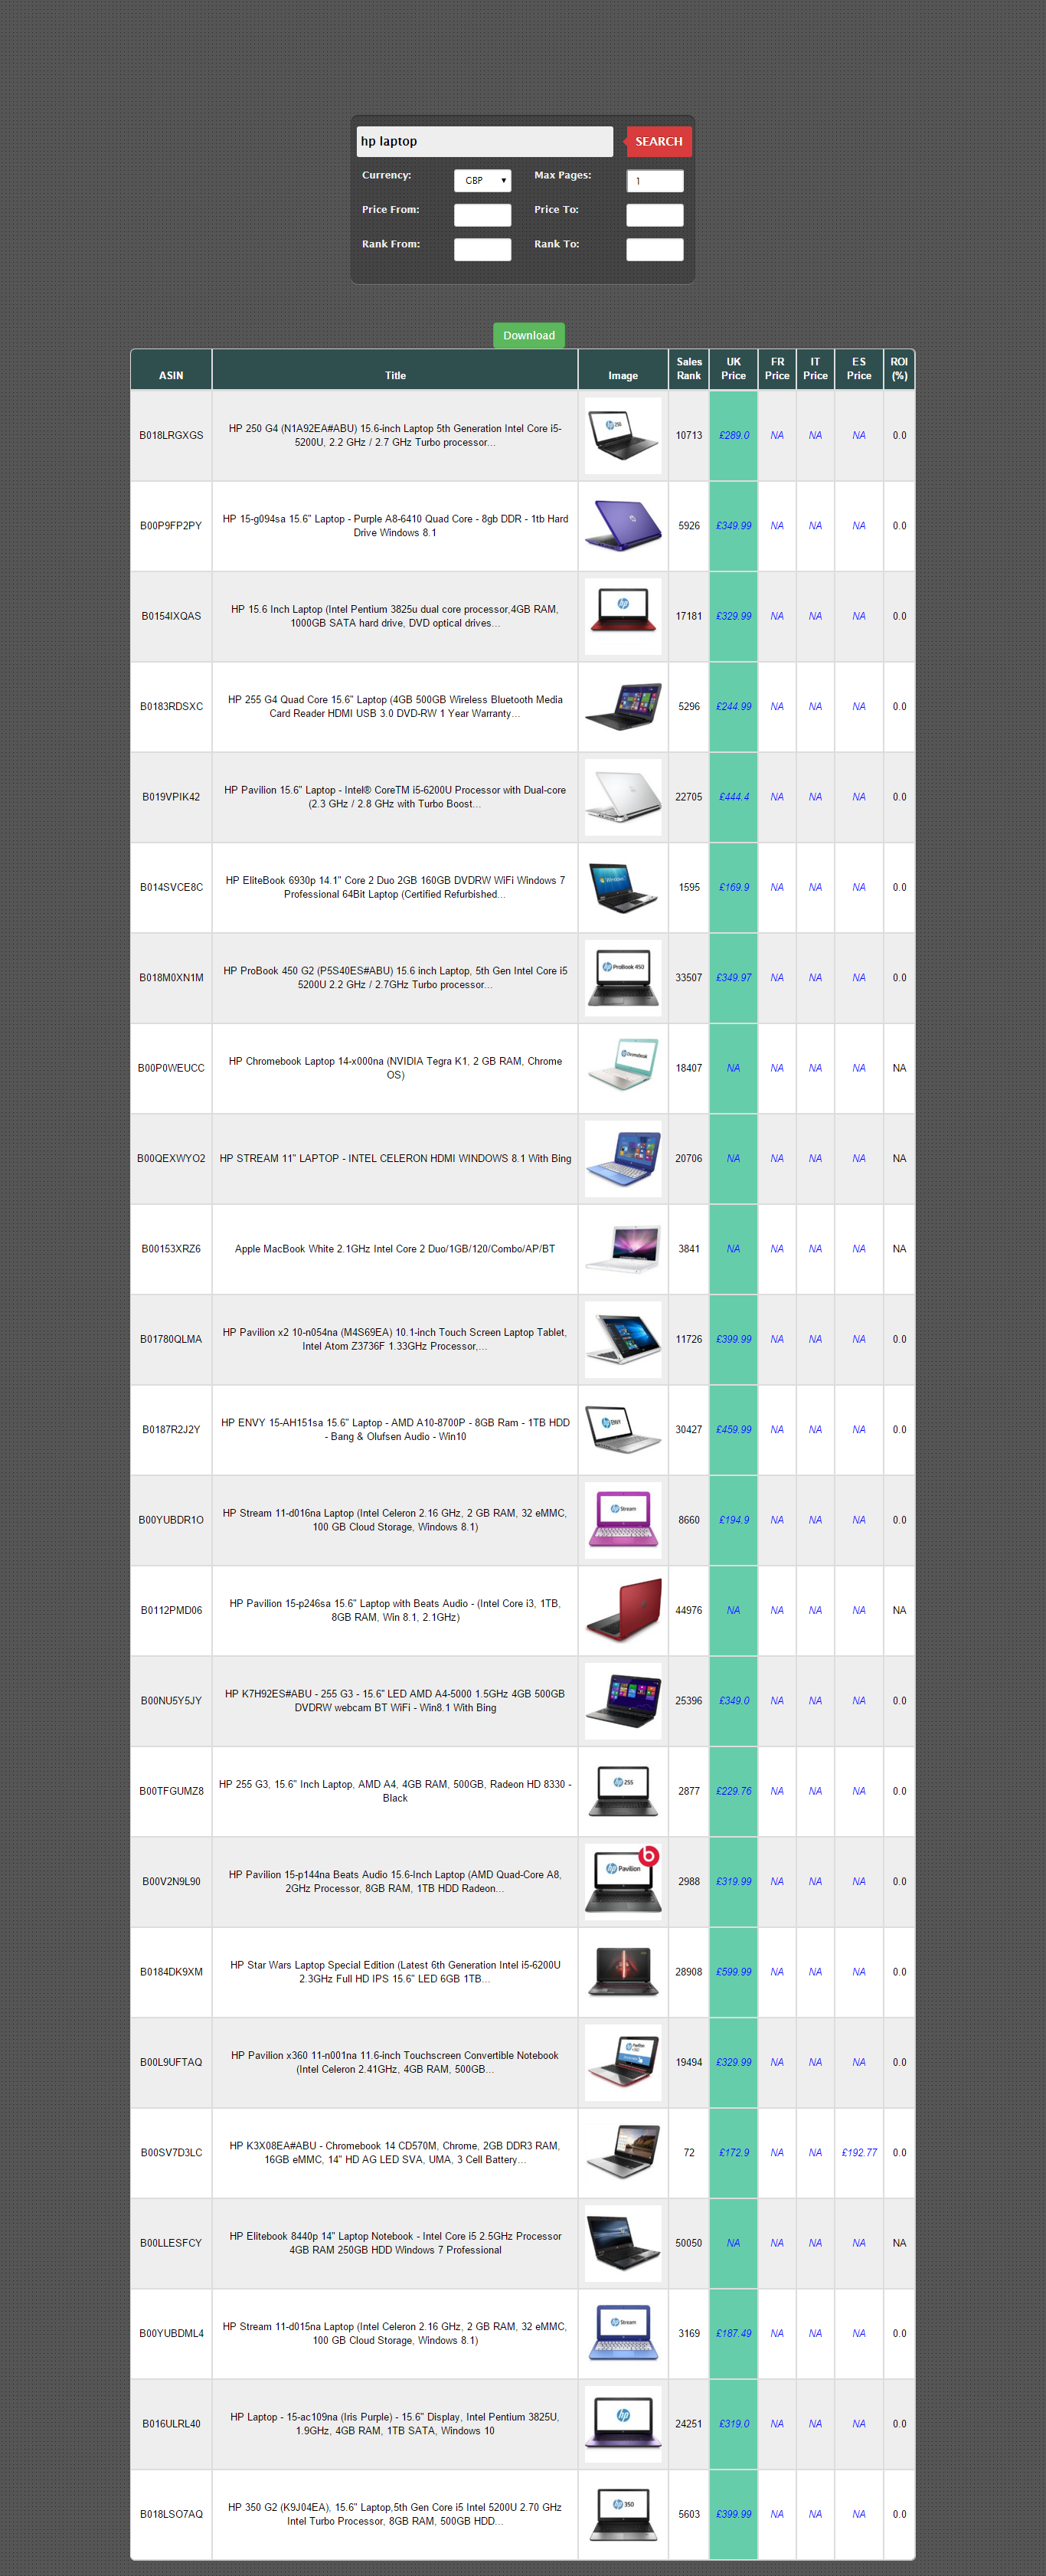 hp laptop
SEARCH
Currency: GBP Max Pages: 1
Price From: Price To:
Rank From: Rank To:
Download
ASIN Title Image Sales Rank UK Price FR Price IT Price ES Price ROI (%)
B018LRGXGS HP 250 G4 (N1A92EA#ABU) 15.6-inch Laptop 5th Generation Intel Core i5-
5200U, 2.2 GHz / 2.7 GHz Turbo processor... 10713 £289.0 NA NA NA 0.0
B00P9FP2PY HP 15-g094sa 15.6" Laptop - Purple A8-6410 Quad Core - 8gb DDR - 1tb Hard
Drive Windows 8.1 5926 £349.99 NA NA NA 0.0
B0154IXQAS HP 15.6 Inch Laptop (Intel Pentium 3825u dual core processor,4GB RAM,
1000GB SATA hard drive, DVD optical drives... 17181 £329.99 NA NA NA 0.0
B0183RDSXC HP 255 G4 Quad Core 15.6" Laptop (4GB 500GB Wireless Bluetooth Media
Card Reader HDMI USB 3.0 DVD-RW 1 Year Warranty... 5296 £244.99 NA NA NA 0.0
B019VPIK42 HP Pavilion 15.6" Laptop - Intel® CoreTM i5-6200U Processor with Dual-core
(2.3 GHz / 2.8 GHz with Turbo Boost... 22705 £444.4 NA NA NA 0.0
B014SVCE8C HP EliteBook 6930p 14.1" Core 2 Duo 2GB 160GB DVDRW WiFi Windows 7
Professional 64Bit Laptop (Certified Refurbished... 1595 £169.9 NA NA NA 0.0
B018M0XN1M HP ProBook 450 G2 (P5S40ES#ABU) 15.6 inch Laptop, 5th Gen Intel Core i5
5200U 2.2 GHz / 2.7GHz Turbo processor... ProBook 450 33507 £349.97 NA NA NA 0.0
B00P0WEUCC HP Chromebook Laptop 14-x000na (NVIDIA Tegra K1, 2 GB RAM, Chrome
OS) 18407 NA NA NA NA NA
B00QEXWYO2 HP STREAM 11" LAPTOP - INTEL CELERON HDMI WINDOWS 8.1 With Bing 20706 NA NA NA NA NA
B00153XRZ6 Apple MacBook White 2.1GHz Intel Core 2 Duo/1GB/120/Combo/AP/BT 3841 NA NA NA NA NA
B01780QLMA HP Pavilion x2 10-n054na (M4S69EA) 10.1-inch Touch Screen Laptop Tablet,
Intel Atom Z3736F 1.33GHz Processor,... 11726 £399.99 NA NA NA 0.0
B0187R2J2Y HP ENVY 15-AH151sa 15.6" Laptop - AMD A10-8700P - 8GB Ram - 1TB HDD
- Bang & Olufsen Audio - Win10 30427 £459.99 NA NA NA 0.0
B00YUBDR1O HP Stream 11-d016na Laptop (Intel Celeron 2.16 GHz, 2 GB RAM, 32 eMMC,
100 GB Cloud Storage, Windows 8.1) Stream 8660 £194.9 NA NA NA 0.0
B0112PMD06 HP Pavilion 15-p246sa 15.6" Laptop with Beats Audio - (Intel Core i3, 1TB,
8GB RAM, Win 8.1, 2.1GHz) 44976 NA NA NA NA NA
B00NU5Y5JY HP K7H92ES#ABU - 255 G3 - 15.6" LED AMD A4-5000 1.5GHz 4GB 500GB
DVDRW webcam BT WiFi - Win8.1 With Bing 25396 £349.0 NA NA NA 0.0
B00TFGUMZ8 HP 255 G3, 15.6" Inch Laptop, AMD A4, 4GB RAM, 500GB, Radeon HD 8330 -
Black 255 2877 £229.76 NA NA NA 0.0
B00V2N9L90 HP Pavilion 15-p144na Beats Audio 15.6-Inch Laptop (AMD Quad-Core A8,
2GHz Processor, 8GB RAM, 1TB HDD Radeon... Pavilion 2988 £319.99 NA NA NA 0.0
B0184DK9XM HP Star Wars Laptop Special Edition (Latest 6th Generation Intel i5-6200U
2.3GHz Full HD IPS 15.6" LED 6GB 1TB... 28908 £599.99 NA NA NA 0.0
B00L9UFTAQ HP Pavilion x360 11-n001na 11.6-inch Touchscreen Convertible Notebook
(Intel Celeron 2.41GHz, 4GB RAM, 500GB... 19494 £329.99 NA NA NA 0.0
B00SV7D3LC HP K3X08EA#ABU - Chromebook 14 CD570M, Chrome, 2GB DDR3 RAM,
16GB eMMC, 14" HD AG LED SVA, UMA, 3 Cell Battery... 72 £172.9 NA NA £192.77 0.0
B00LLESFCY HP Elitebook 8440p 14" Laptop Notebook - Intel Core i5 2.5GHz Processor
4GB RAM 250GB HDD Windows 7 Professional 50050 NA NA NA NA NA
B00YUBDML4 HP Stream 11-d015na Laptop (Intel Celeron 2.16 GHz, 2 GB RAM, 32 eMMC,
100 GB Cloud Storage, Windows 8.1) Stream 3169 £187.49 NA NA NA 0.0
B016ULRL40 HP Laptop - 15-ac109na (Iris Purple) - 15.6" Display, Intel Pentium 3825U,
1.9GHz, 4GB RAM, 1TB SATA, Windows 10 hp 24251 £319.0 NA NA NA 0.0
B018LSO7AQ HP 350 G2 (K9J04EA), 15.6" Laptop,5th Gen Core i5 Intel 5200U 2.70 GHz
Intel Turbo Processor, 8GB RAM, 500GB HDD... 350 5603 £399.99 NA NA NA 0.0